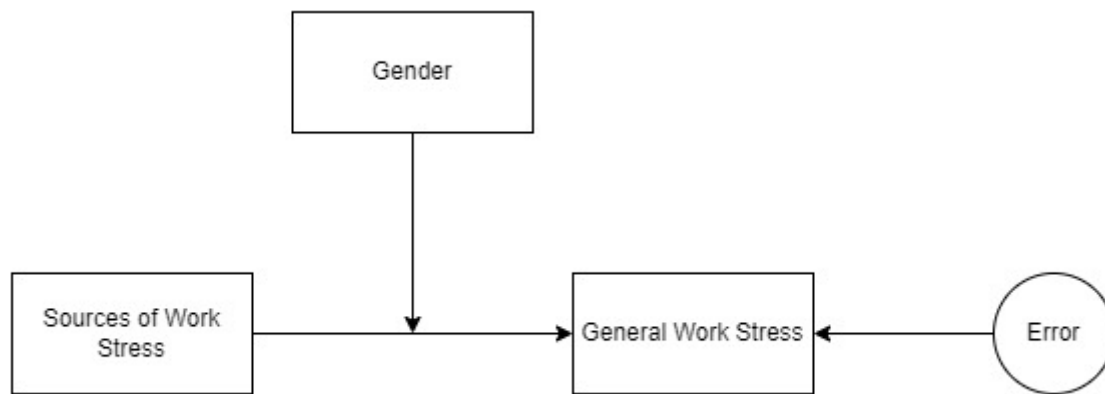 Gender
Sources of Work
Stress
General Work Stress
Error